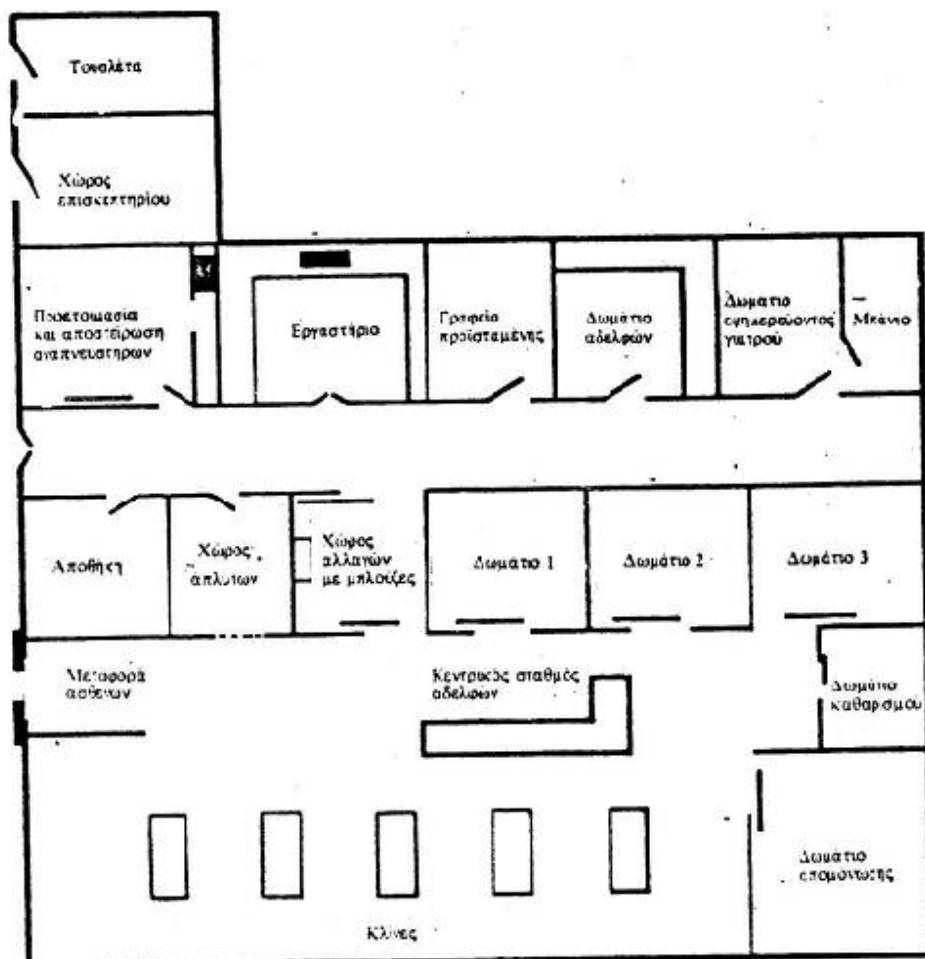 Τουαλέτα
Χώρος
επισκεπτηρίου
Προετοιμασία
και αποστείρωση
αναπνευστήρων
Εργαστήριο
Γραφείο
προϊσταμένης
Δωμάτιο
αδελφών
Δωμάτιο
εφημερεύοντος
γιατρού
Μπάνιο
Αποθήκη
Χώρος
άπλυτων
Χώρος
αλλαγών
με μπλούζες
Δωμάτιο 1
Δωμάτιο 2
Δωμάτιο 3
Μεταφορά
ασθενών
Κεντρικός σταθμός
αδελφών
Δωμάτιο
καθαρισμού
Δωμάτιο
απομόνωσης
Κλίνες